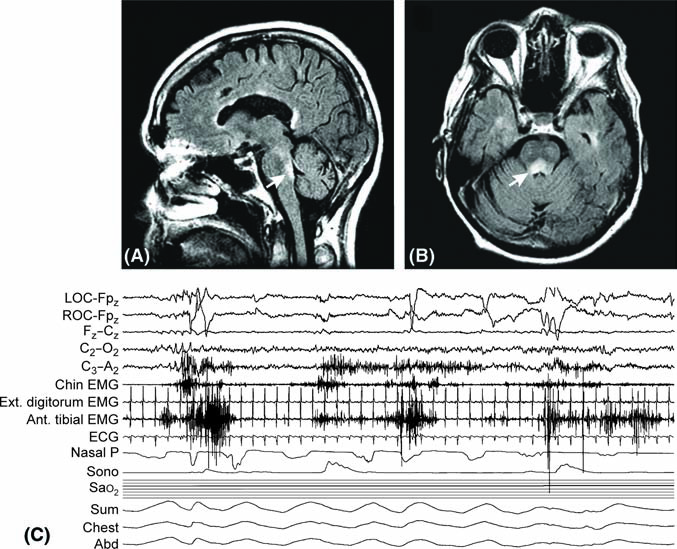 (A)
(B)
LOC-Fpz
ROC-Fpz
Fz-Cz
C2-O2
C3-A2
Chin EMG
Ext. digitorum EMG
Ant. tibial EMG
ECG
Nasal P
Sono
SaO2
Sum
Chest
Abd
(C)